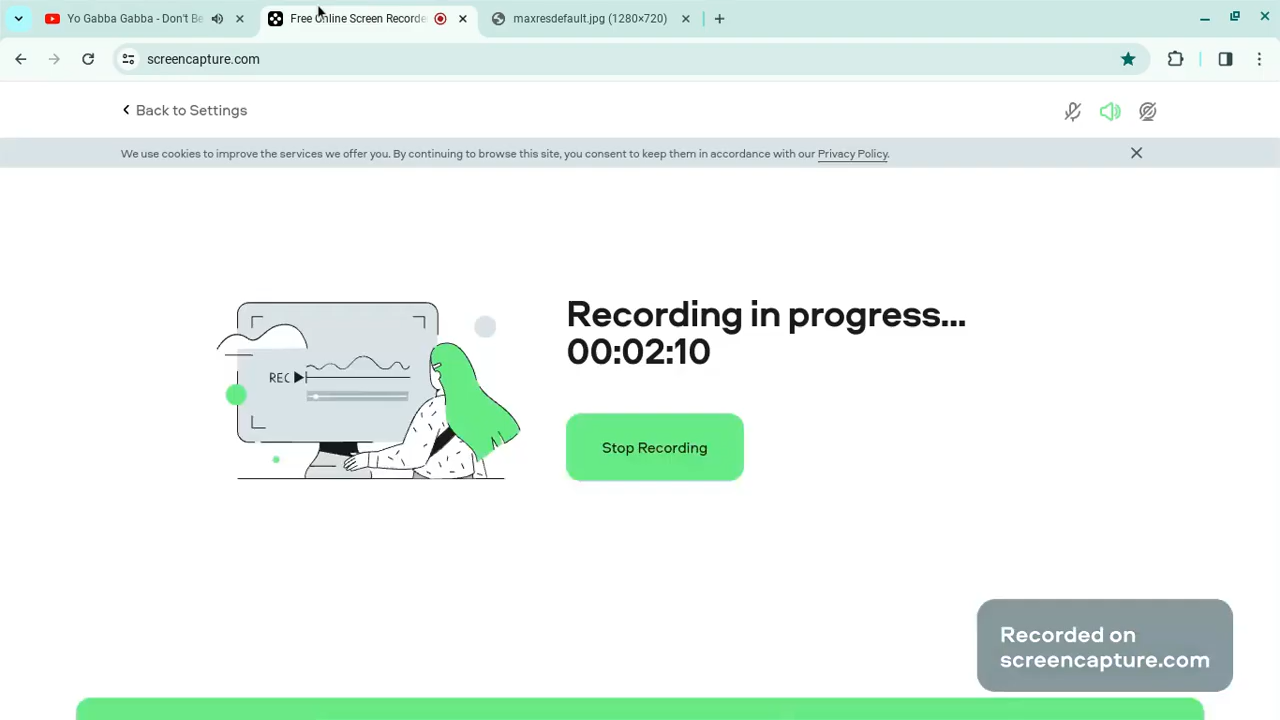 Yo Gabba Gabba - Don't Be
Free Online Screen Recorde
maxresdefault.jpg (1280×720)
screencapture.com
Back to Settings
We use cookies to improve the services we offer you. By continuing to browse this site, you consent to keep them in accordance with our Privacy Policy.
Recording in progress...
00:02:10
REC
Stop Recording
Recorded on
screencapture.com